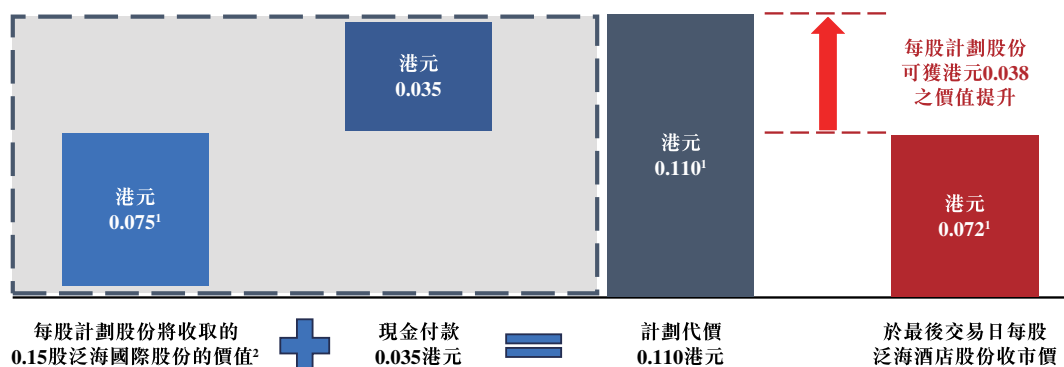 港元
0.075¹
港元
0.035
港元
0.110¹
每股計劃股份
可獲港元0.038
之價值提升
港元
0.072¹
每股計劃股份將收取的
0.15股泛海國際股份的價值²
現金付款
0.035港元
計劃代價
0.110港元
於最後交易日每股
泛海酒店股份收市價